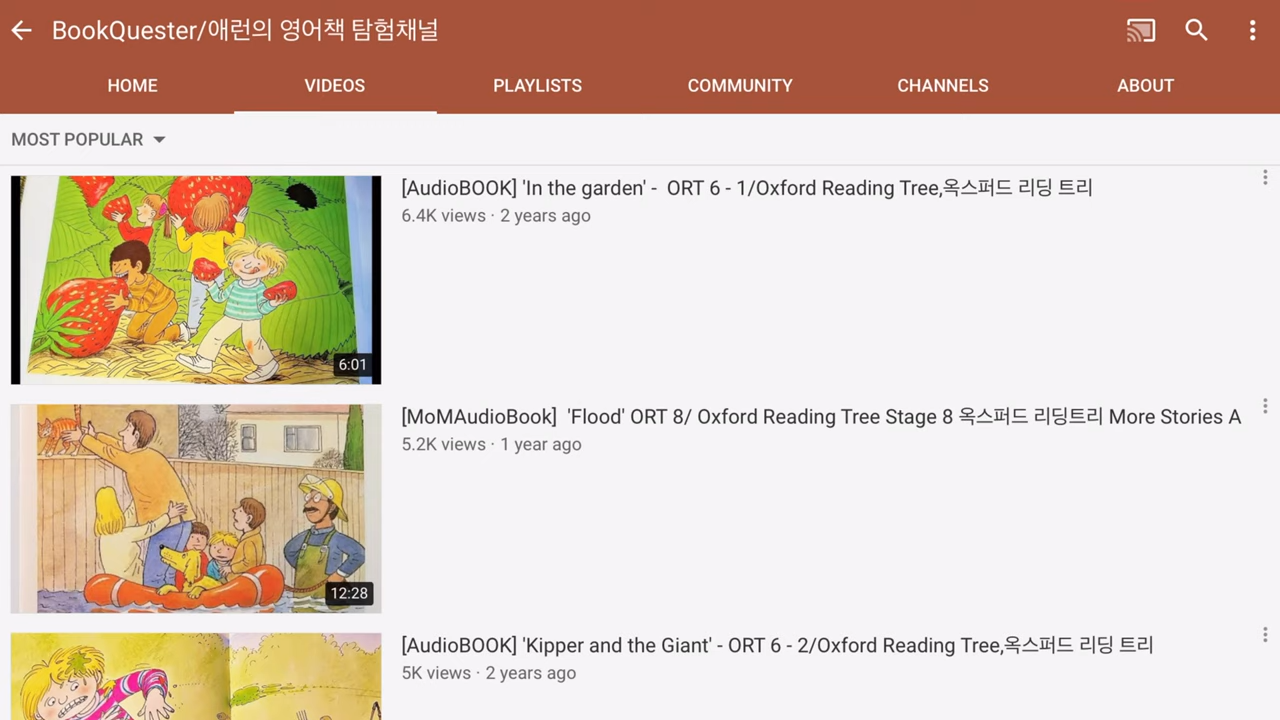 BookQuester/애런의 영어책 탐험채널
HOME VIDEOS PLAYLISTS COMMUNITY CHANNELS ABOUT
MOST POPULAR
[AudioBOOK] 'In the garden' - ORT 6 - 1/Oxford Reading Tree,옥스퍼드 리딩 트리
6.4K views · 2 years ago
6:01
[MoMAudioBook] 'Flood' ORT 8/ Oxford Reading Tree Stage 8 옥스퍼드 리딩트리 More Stories A
5.2K views · 1 year ago
12:28
[AudioBOOK] 'Kipper and the Giant' - ORT 6 - 2/Oxford Reading Tree,옥스퍼드 리딩 트리
5K views · 2 years ago